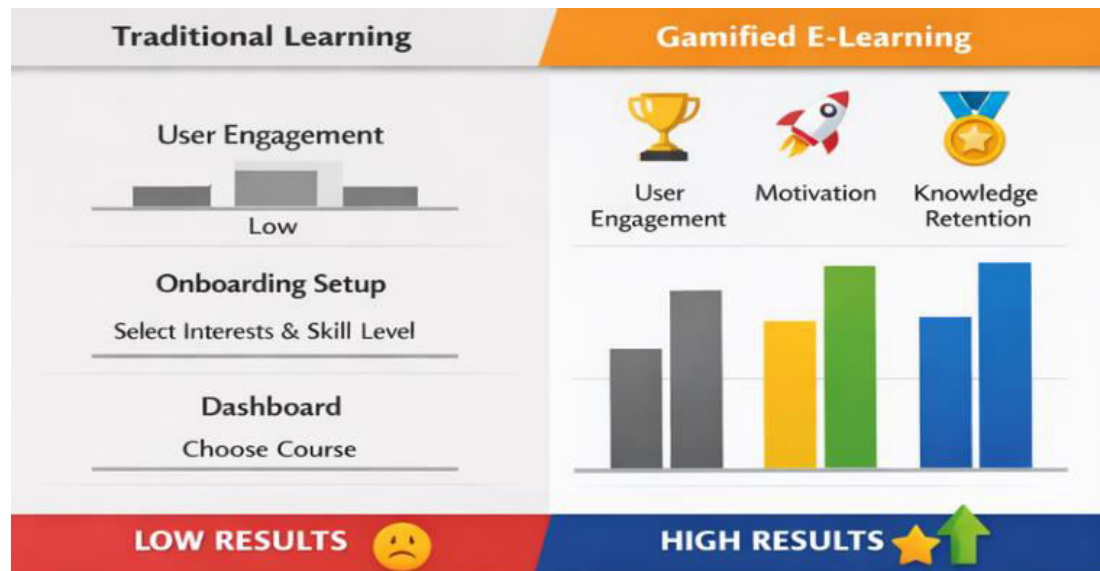 Traditional Learning
Gamified E-Learning
User Engagement
Low
Onboarding Setup
Select Interests & Skill Level
Dashboard
Choose Course
User
Engagement
Motivation
Knowledge
Retention
LOW RESULTS
HIGH RESULTS